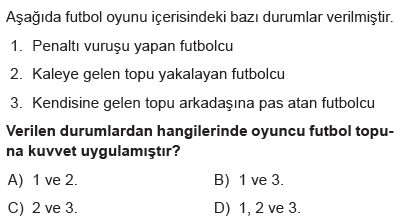 Aşağıda futbol oyunu içerisindeki bazı durumlar verilmiştir.
1. Penaltı vuruşu yapan futbolcu
2. Kaleye gelen topu yakalayan futbolcu
3. Kendisine gelen topu arkadaşına pas atan futbolcu
Verilen durumlardan hangilerinde oyuncu futbol topu-
na kuvvet uygulamıştır?
A) 1 ve 2. B) 1 ve 3.
C) 2 ve 3. D) 1, 2 ve 3.